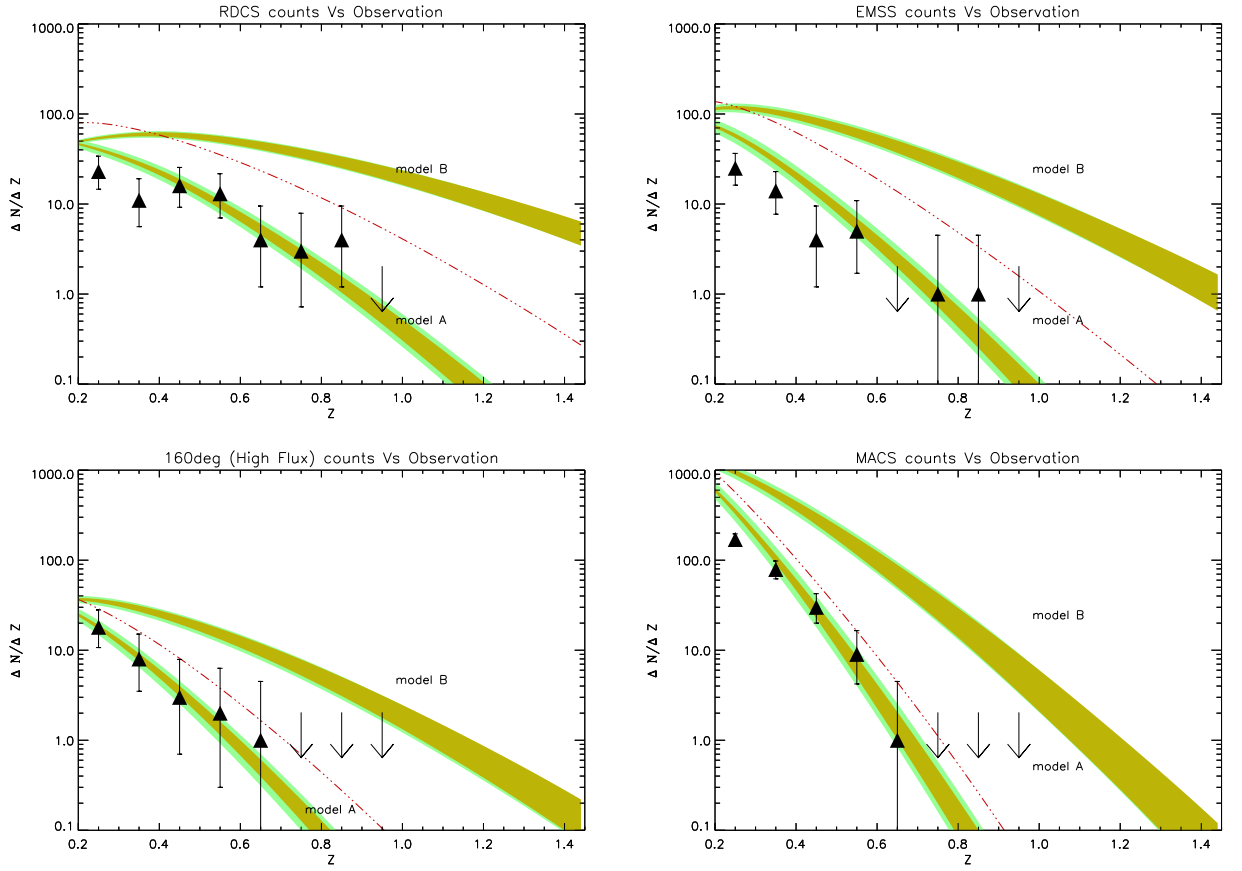 RDCS counts Vs Observation
1000.0
100.0
10.0
1.0
0.1
Δ N/Δ Z
model B
model A
0.2 0.4 0.6 0.8 1.0 1.2 1.4
Z
EMSS counts Vs Observation
1000.0
100.0
10.0
1.0
0.1
Δ N/Δ Z
model B
model A
0.2 0.4 0.6 0.8 1.0 1.2 1.4
Z
160deg (High Flux) counts Vs Observation
1000.0
100.0
10.0
1.0
0.1
Δ N/Δ Z
model B
model A
0.2 0.4 0.6 0.8 1.0 1.2 1.4
Z
MACS counts Vs Observation
1000.0
100.0
10.0
1.0
0.1
Δ N/Δ Z
model B
model A
0.2 0.4 0.6 0.8 1.0 1.2 1.4
Z